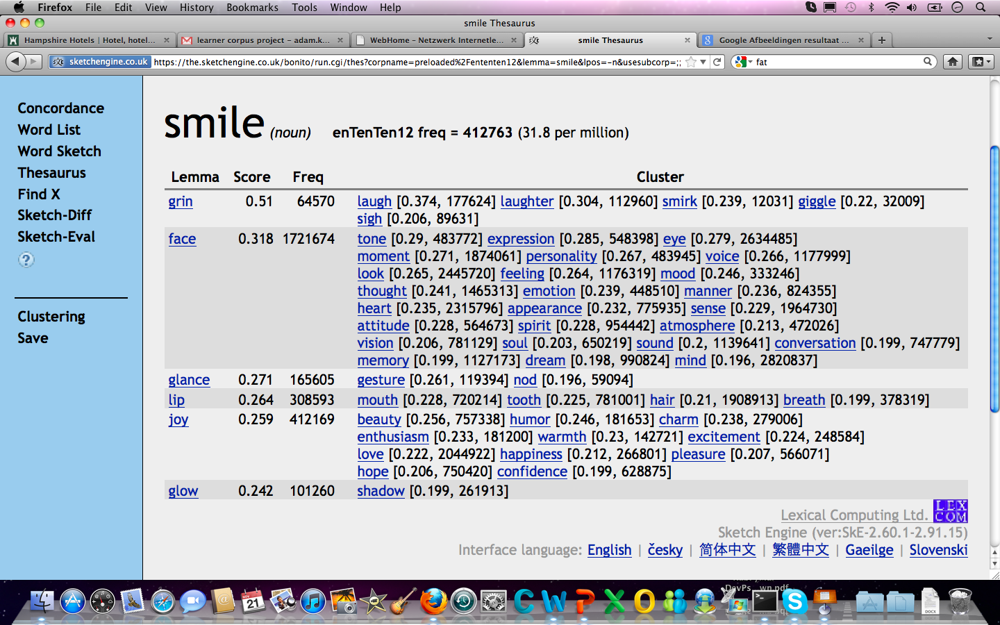 Firefox File Edit View History Bookmarks Tools Window Help
smile Thesaurus
Hampshire Hotels | Hotel, hotel... learner corpus project – adam.k... WebHome – Netzwerk Internetle... smile Thesaurus Google Afbeeldingen resultaat ...
sketchengine.co.uk https://the.sketchengine.co.uk/bonito/run.cgi/thes?corpname=preloaded%2Fententen12&lemma=smile&lpos=-n&usesubcorp=;; fat
Concordance
Word List
Word Sketch
Thesaurus
Find X
Sketch-Diff
Sketch-Eval
?
Clustering
Save
smile (noun) enTenTen12 freq = 412763 (31.8 per million)
Lemma Score Freq Cluster
grin 0.51 64570 laugh [0.374, 177624] laughter [0.304, 112960] smirk [0.239, 12031] giggle [0.22, 32009]
sigh [0.206, 89631]
face 0.318 1721674 tone [0.29, 483772] expression [0.285, 548398] eye [0.279, 2634485]
moment [0.271, 1874061] personality [0.267, 483945] voice [0.266, 1177999]
look [0.265, 2445720] feeling [0.264, 1176319] mood [0.246, 333246]
thought [0.241, 1465313] emotion [0.239, 448510] manner [0.236, 824355]
heart [0.235, 2315796] appearance [0.232, 775935] sense [0.229, 1964730]
attitude [0.228, 564673] spirit [0.228, 954442] atmosphere [0.213, 472026]
vision [0.206, 781129] soul [0.203, 650219] sound [0.2, 1139641] conversation [0.199, 747779]
memory [0.199, 1127173] dream [0.198, 990824] mind [0.196, 2820837]
glance 0.271 165605 gesture [0.261, 119394] nod [0.196, 59094]
lip 0.264 308593 mouth [0.228, 720214] tooth [0.225, 781001] hair [0.21, 1908913] breath [0.199, 378319]
joy 0.259 412169 beauty [0.256, 757338] humor [0.246, 181653] charm [0.238, 279006]
enthusiasm [0.233, 181200] warmth [0.23, 142721] excitement [0.224, 248584]
love [0.222, 2044922] happiness [0.212, 266801] pleasure [0.207, 566071]
hope [0.206, 750420] confidence [0.199, 628875]
glow 0.242 101260 shadow [0.199, 261913]
Lexical Computing Ltd. LEX
COM
Sketch Engine (ver:SkE-2.60.1-2.91.15)
Interface language: English | česky | 简体中文 | 繁體中文 | Gaeilge | Slovenski
DevPs...wn.pdf
JUL
21
DOCX